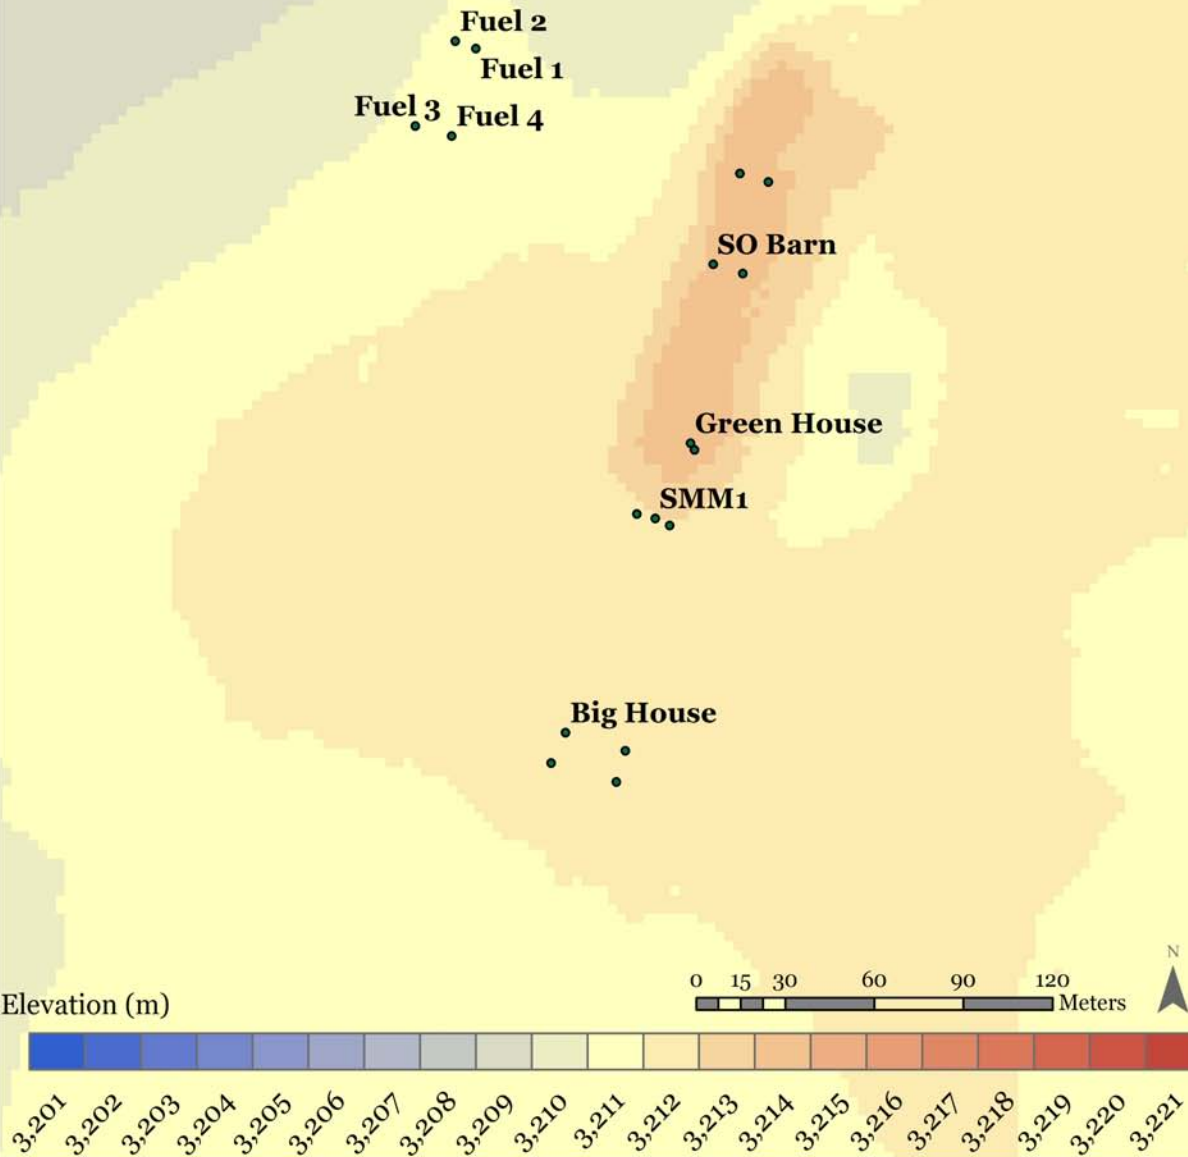 Fuel 2
Fuel 1
Fuel 3
Fuel 4
SO Barn
Green House
SMM1
Big House
N
0 15 30 60 90 120
Meters
Elevation (m)
3,201 3,202 3,203 3,204 3,205 3,206 3,207 3,208 3,209 3,210 3,211 3,212 3,213 3,214 3,215 3,216 3,217 3,218 3,219 3,220 3,221